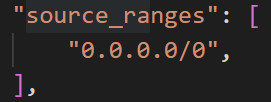 "source_ranges": [
"0.0.0.0/0",
],